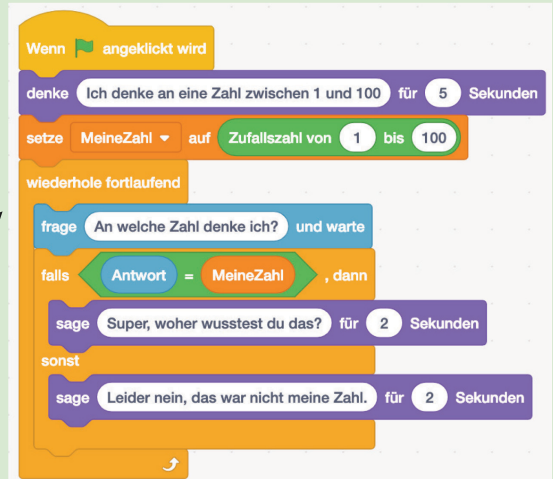 Wenn angeklickt wird
denke Ich denke an eine Zahl zwischen 1 und 100 für 5 Sekunden
setze MeineZahl auf Zufallszahl von 1 bis 100
wiederhole fortlaufend
frage An welche Zahl denke ich? und warte
falls Antwort = MeineZahl , dann
sage Super, woher wusstest du das? für 2 Sekunden
sonst
sage Leider nein, das war nicht meine Zahl. für 2 Sekunden